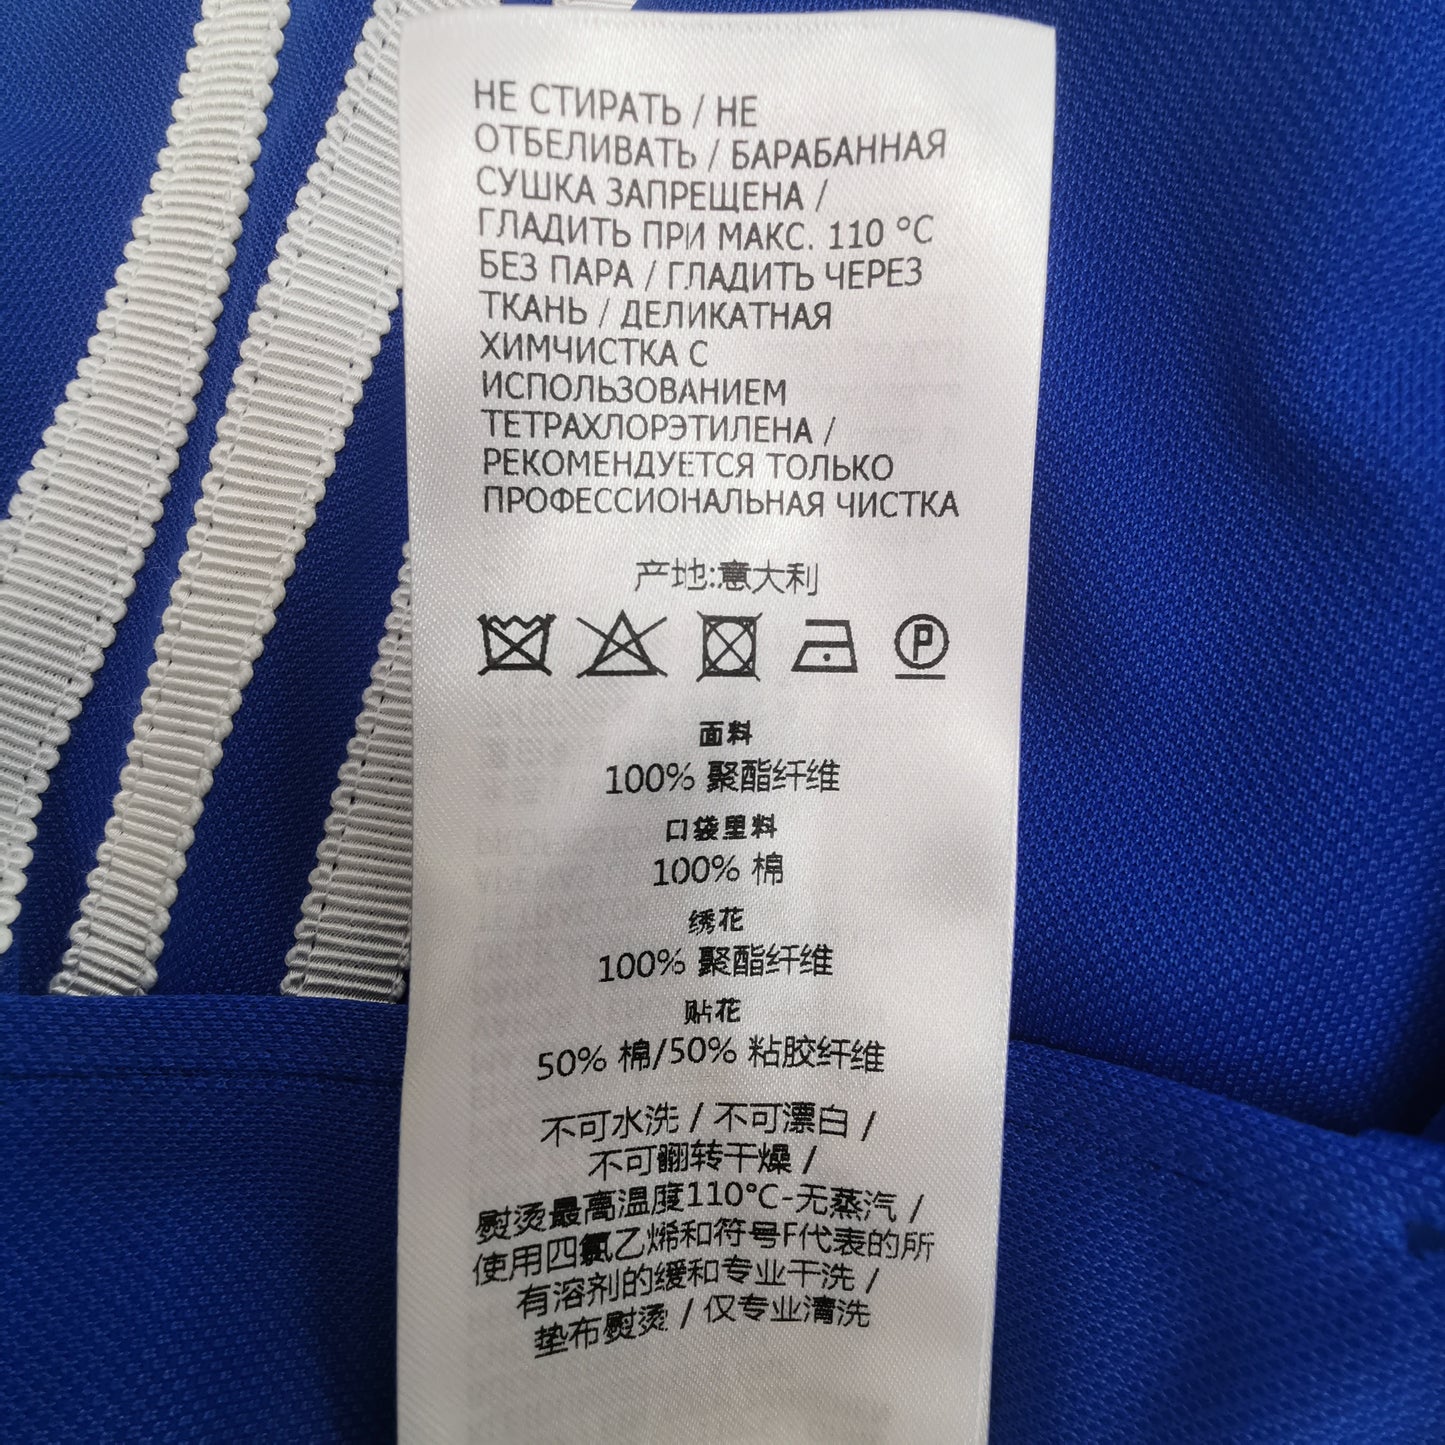 НЕ СТИРАТЬ / НЕ
ОТБЕЛИВАТЬ / БАРАБАННАЯ
СУШКА ЗАПРЕЩЕНА /
ГЛАДИТЬ ПРИ МАКС. 110 °C
БЕЗ ПАРА / ГЛАДИТЬ ЧЕРЕЗ
ТКАНЬ / ДЕЛИКАТНАЯ
ХИМЧИСТКА С
ИСПОЛЬЗОВАНИЕМ
ТЕТРАХЛОРЭТИЛЕНА /
РЕКОМЕНДУЕТСЯ ТОЛЬКО
ПРОФЕССИОНАЛЬНАЯ ЧИСТКА
产地:意大利
P
面料
100% 聚酯纤维
口袋里料
100% 棉
绣花
100% 聚酯纤维
贴花
50% 棉/50% 粘胶纤维
不可水洗 / 不可漂白 /
不可翻转干燥 /
熨烫最高温度110°C-无蒸汽 /
使用四氯乙烯和符号F代表的所
有溶剂的缓和专业干洗 /
垫布熨烫 / 仅专业清洗